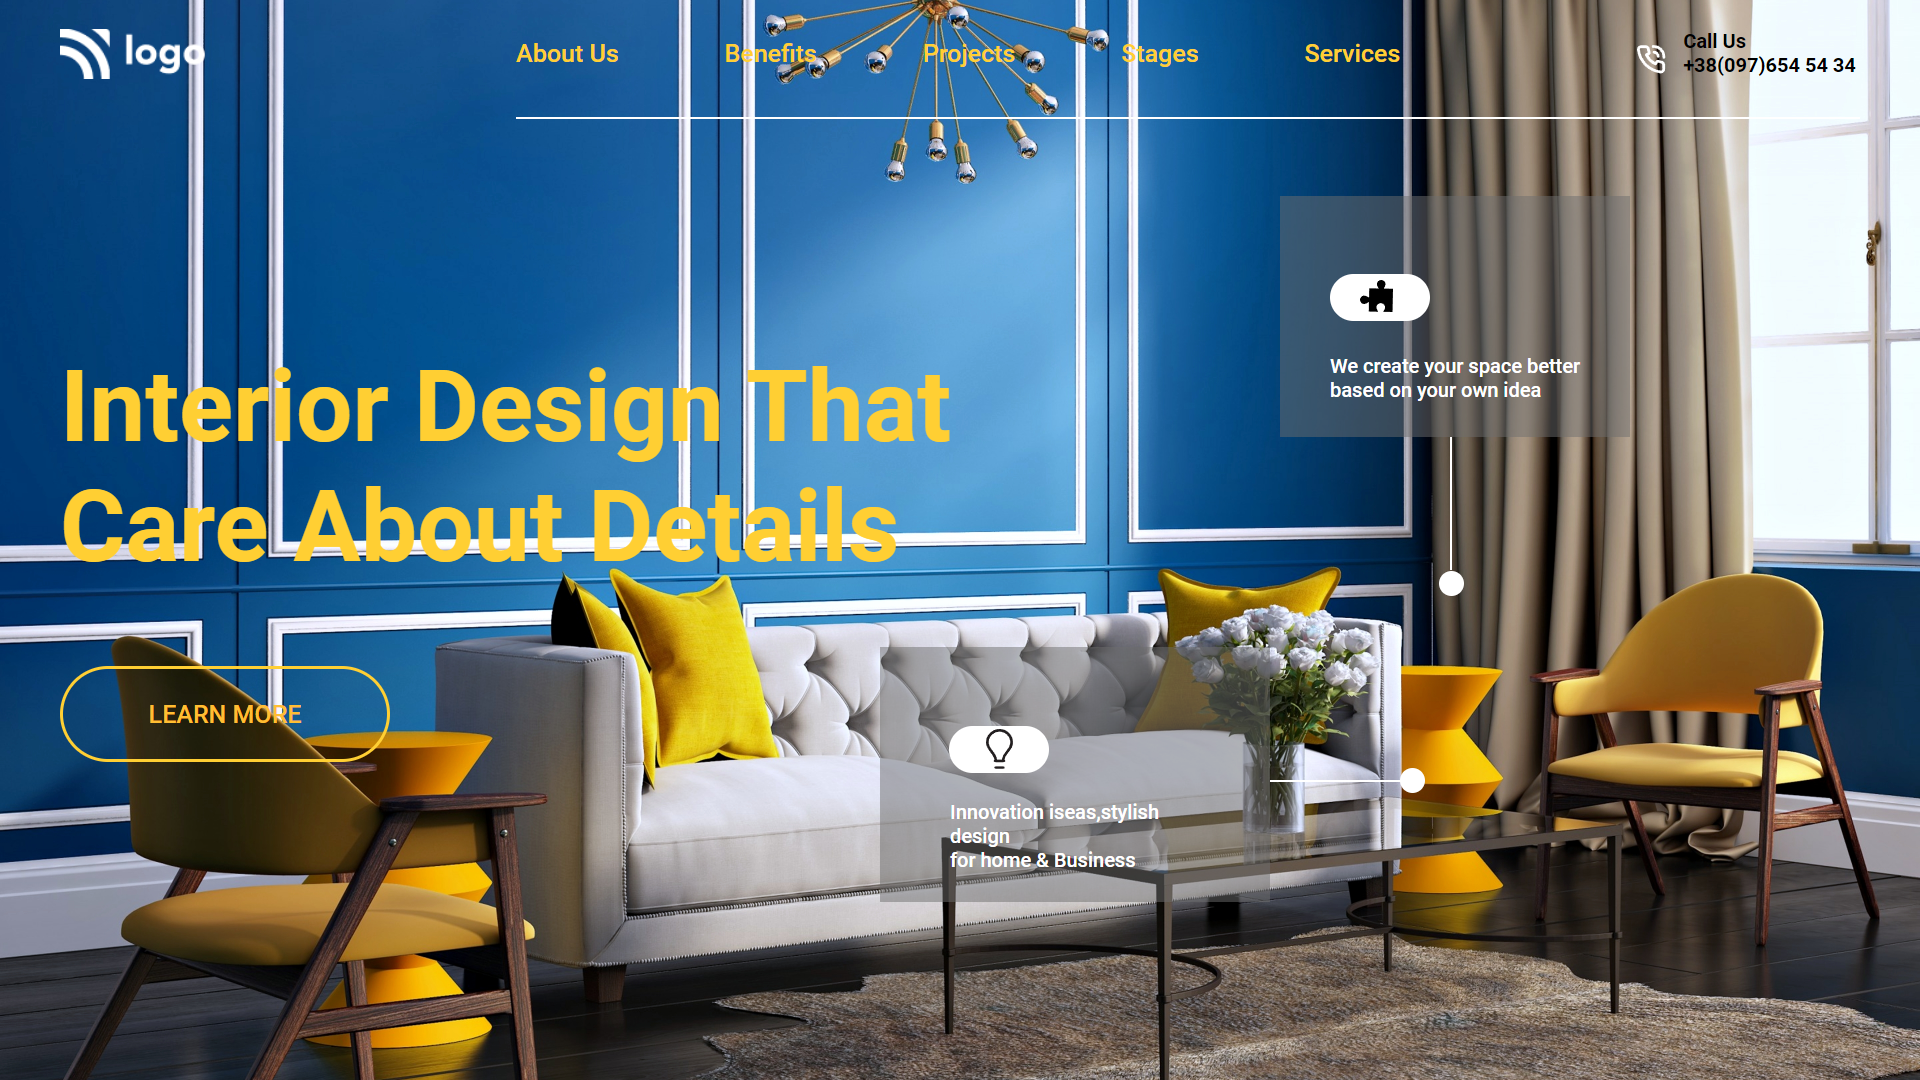 logo
About Us
Benefits
Projects
Stages
Services
Call Us
+38(097)654 54 34
We create your space better
based on your own idea
Interior Design That
Care About Details
LEARN MORE
Innovation iseas,stylish
design
for home & Business